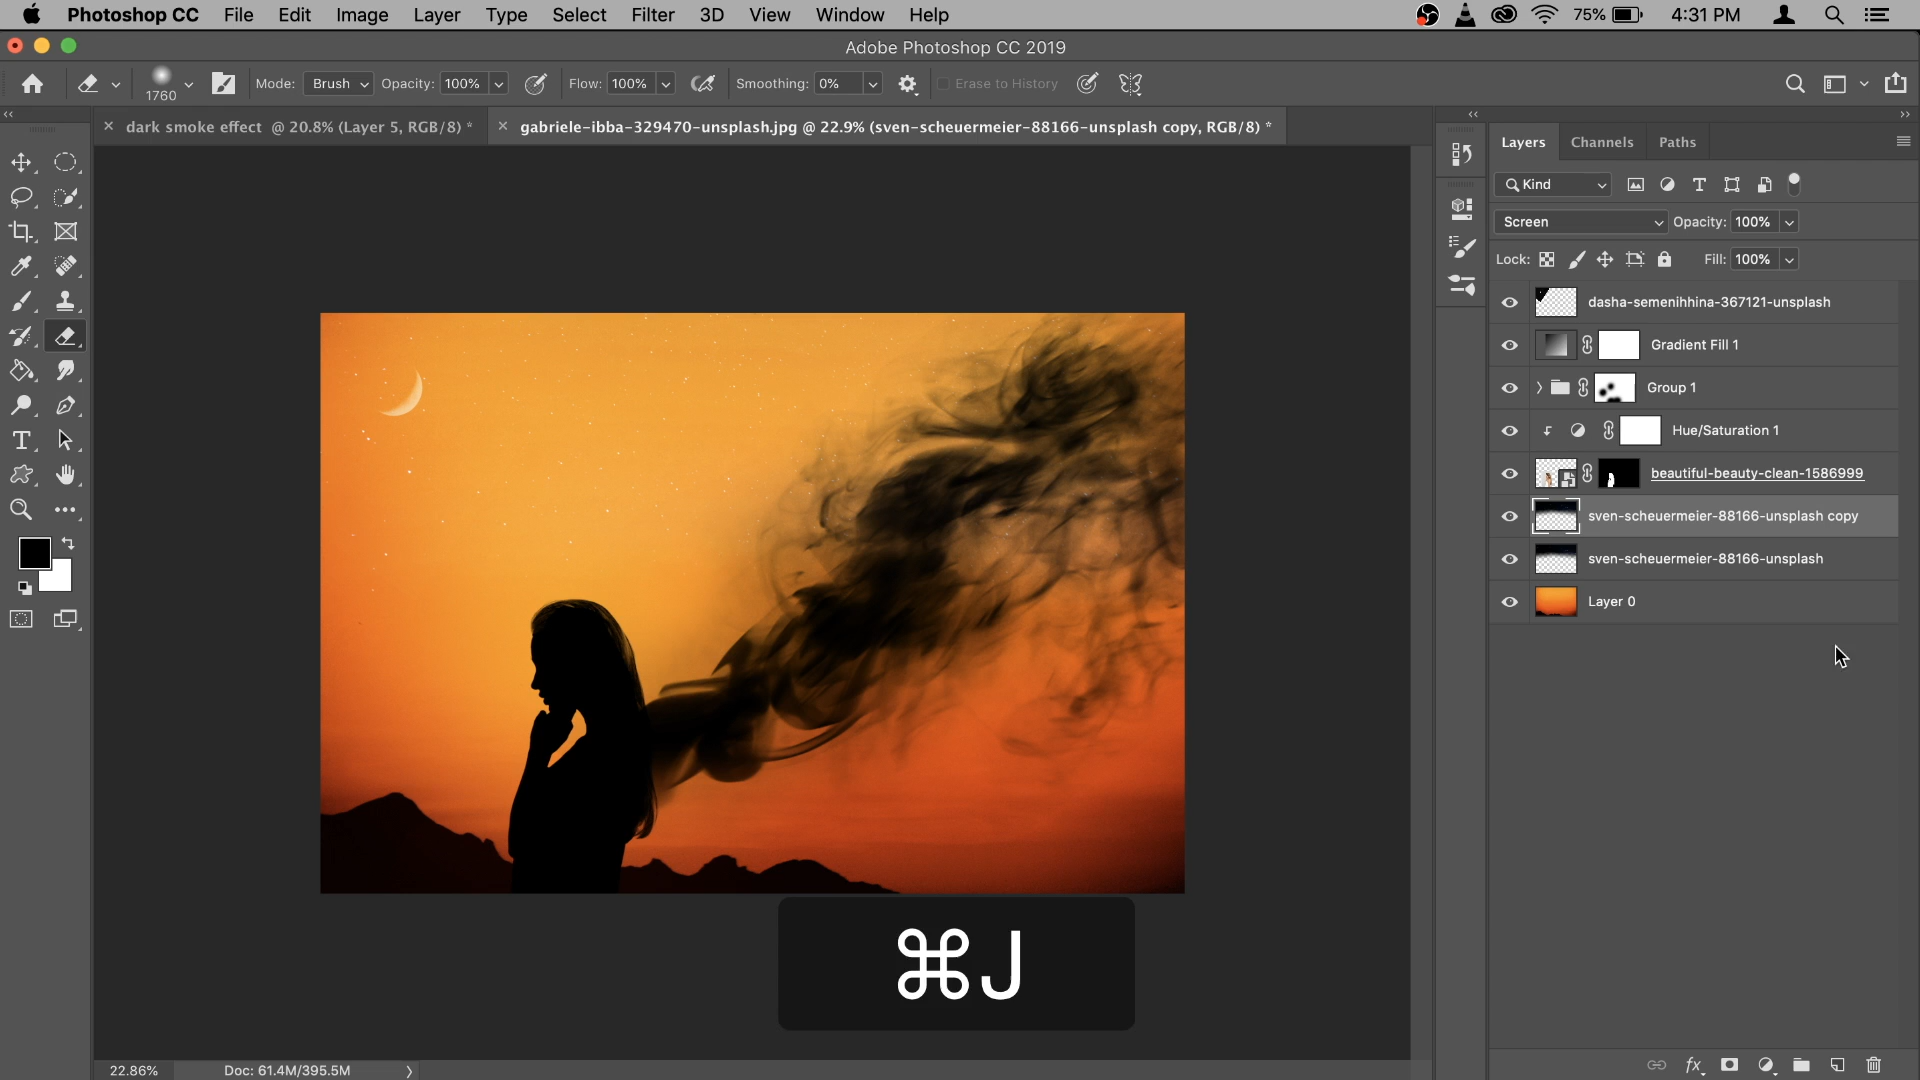 Photoshop CC File Edit Image Layer Type Select Filter 3D View Window Help 75% 4:31 PM
Adobe Photoshop CC 2019
1760 Mode: Brush Opacity: 100% Flow: 100% Smoothing: 0% Erase to History
dark smoke effect @ 20.8% (Layer 5, RGB/8) *
gabriele-ibba-329470-unsplash.jpg @ 22.9% (sven-scheuermeier-88166-unsplash copy, RGB/8) *
Layers Channels Paths
Kind
Screen Opacity: 100%
Lock: Fill: 100%
dasha-semenihhina-367121-unsplash
Gradient Fill 1
Group 1
Hue/Saturation 1
beautiful-beauty-clean-1586999
sven-scheuermeier-88166-unsplash copy
sven-scheuermeier-88166-unsplash
Layer 0
⌘J
22.86% Doc: 61.4M/395.5M
fx